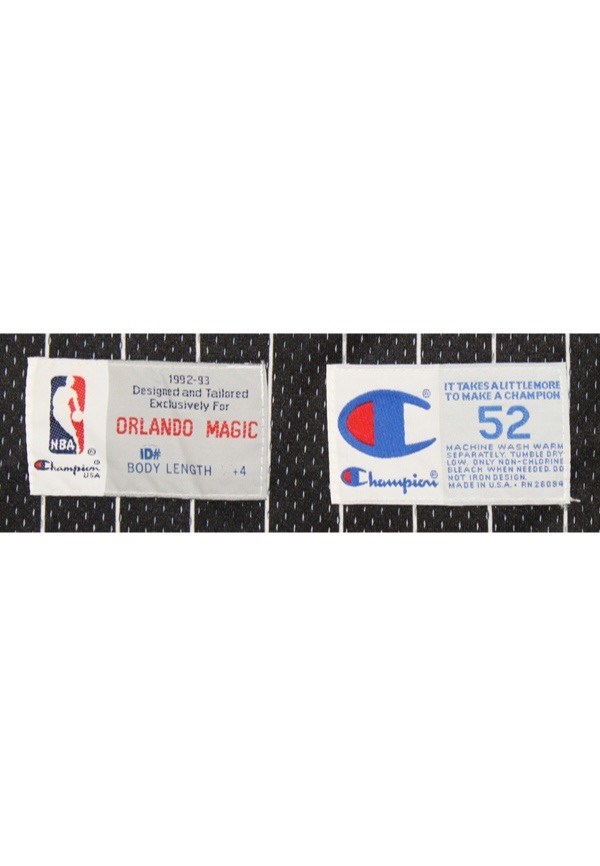 NBA
®
Champion
USA
1992-93
Designed and Tailored
Exclusively For
ORLANDO MAGIC
ID#
BODY LENGTH +4
®
Champion®
IT TAKES A LITTLE MORE
TO MAKE A CHAMPION
52
MACHINE WASH WARM
SEPARATELY. TUMBLE DRY
LOW. ONLY NON-CHLORINE
BLEACH WHEN NEEDED. DO
NOT IRON DESIGN.
MADE IN U.S.A. • RN 26094